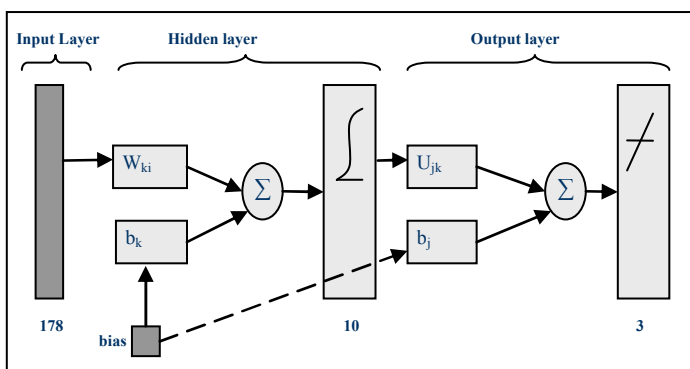 Input Layer
Hidden layer
Output layer
W_ki
U_jk
Σ
Σ
b_k
b_j
178
bias
10
3